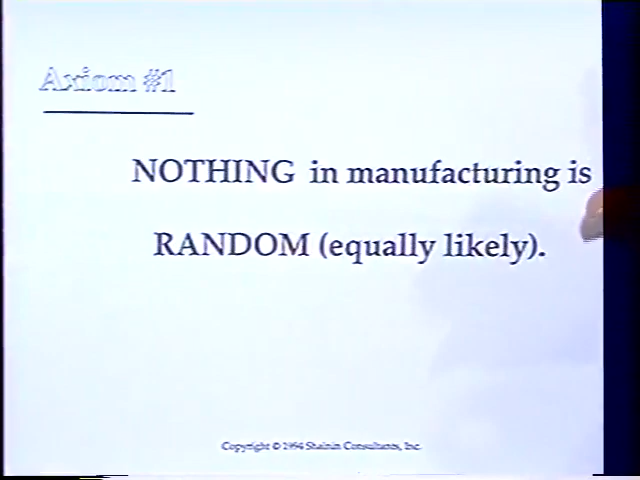 Axiom #1
NOTHING in manufacturing is
RANDOM (equally likely).
Copyright © 1994 Shainin Consultants, Inc.